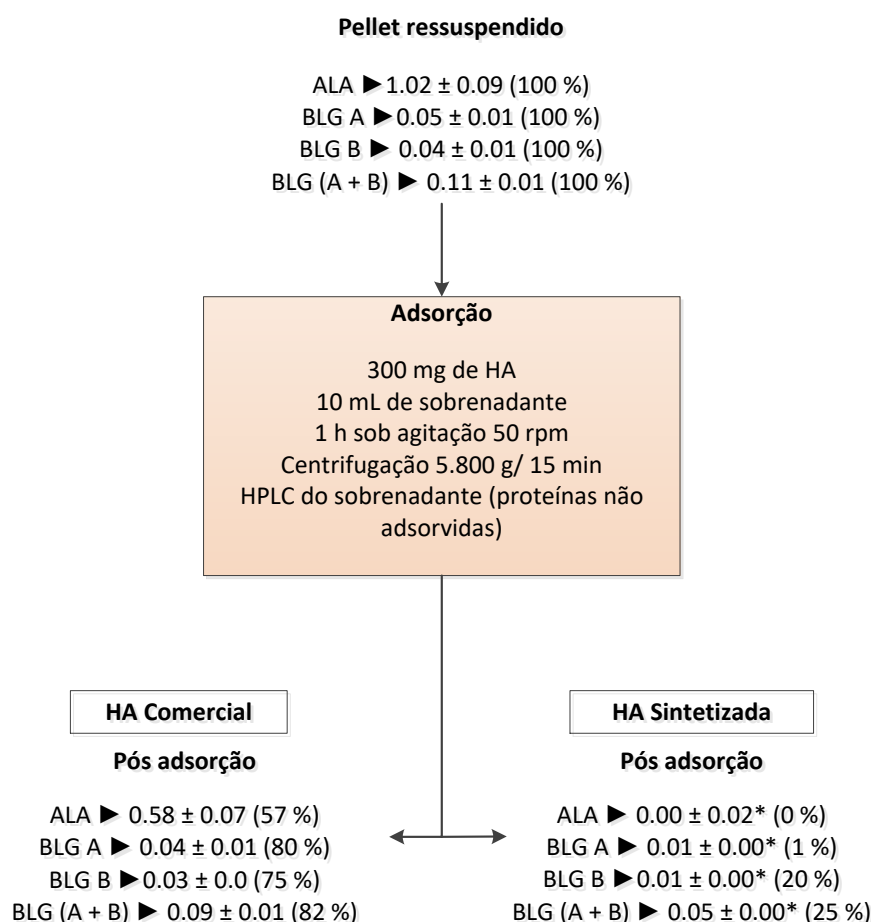 Pellet ressuspendido
ALA ►1.02 ± 0.09 (100 %)
BLG A ►0.05 ± 0.01 (100 %)
BLG B ► 0.04 ± 0.01 (100 %)
BLG (A + B) ► 0.11 ± 0.01 (100 %)
Adsorção
300 mg de HA
10 mL de sobrenadante
1 h sob agitação 50 rpm
Centrifugação 5.800 g/ 15 min
HPLC do sobrenadante (proteínas não
adsorvidas)
HA Comercial
Pós adsorção
ALA ► 0.58 ± 0.07 (57 %)
BLG A ► 0.04 ± 0.01 (80 %)
BLG B ►0.03 ± 0.0 (75 %)
BLG (A + B) ► 0.09 ± 0.01 (82 %)
HA Sintetizada
Pós adsorção
ALA ► 0.00 ± 0.02* (0 %)
BLG A ► 0.01 ± 0.00* (1 %)
BLG B ► 0.01 ± 0.00* (20 %)
BLG (A + B) ► 0.05 ± 0.00* (25 %)